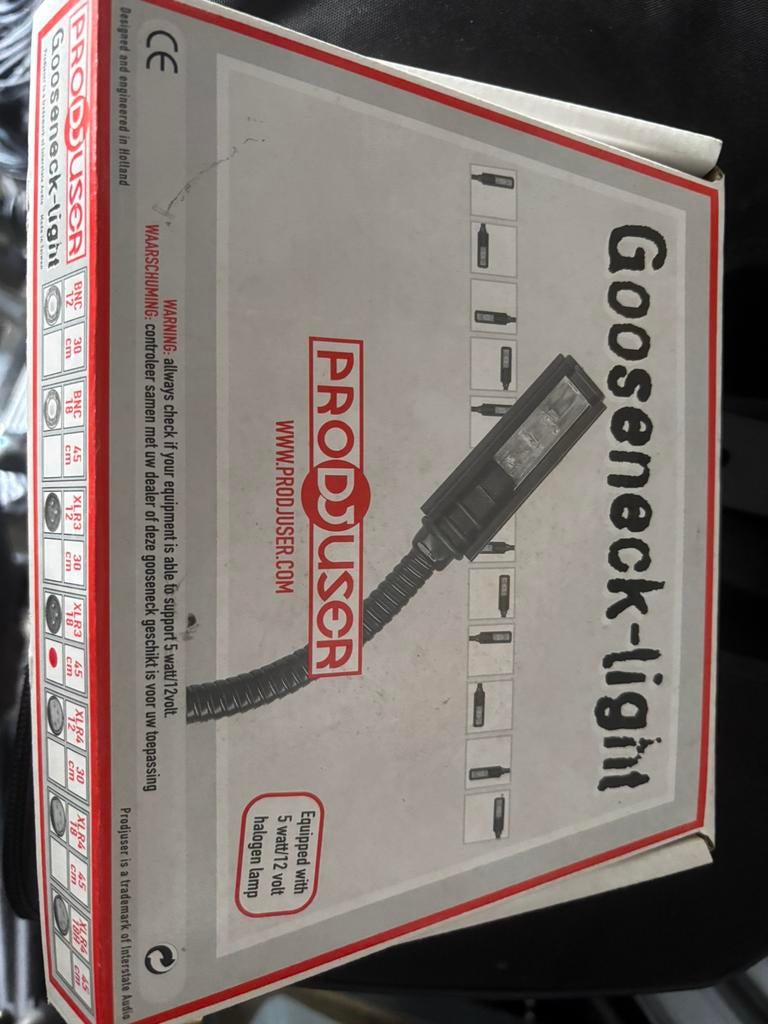 Gooseneck-light
PRODJUSER
WWW.PRODJUSER.COM
Equipped with
5 watt/12 volt
halogen lamp
CE
WARNING: allways check if your equipment is able to support 5 watt/12volt.
WAARSCHUMING: controleer samen met uw dealer of deze gooseneck geschikt is voor uw toepassing
Designed and engineered in Holland
Prodjuser is a trademark of Interstate Audio
PRODJUSER
Gooseneck-light
BNC 12
30 cm
BNC 18
45 cm
XLR3 12
30 cm
XLR3 18
45 cm
XLR4 12
30 cm
XLR4 18
45 cm
XLR4
45 cm